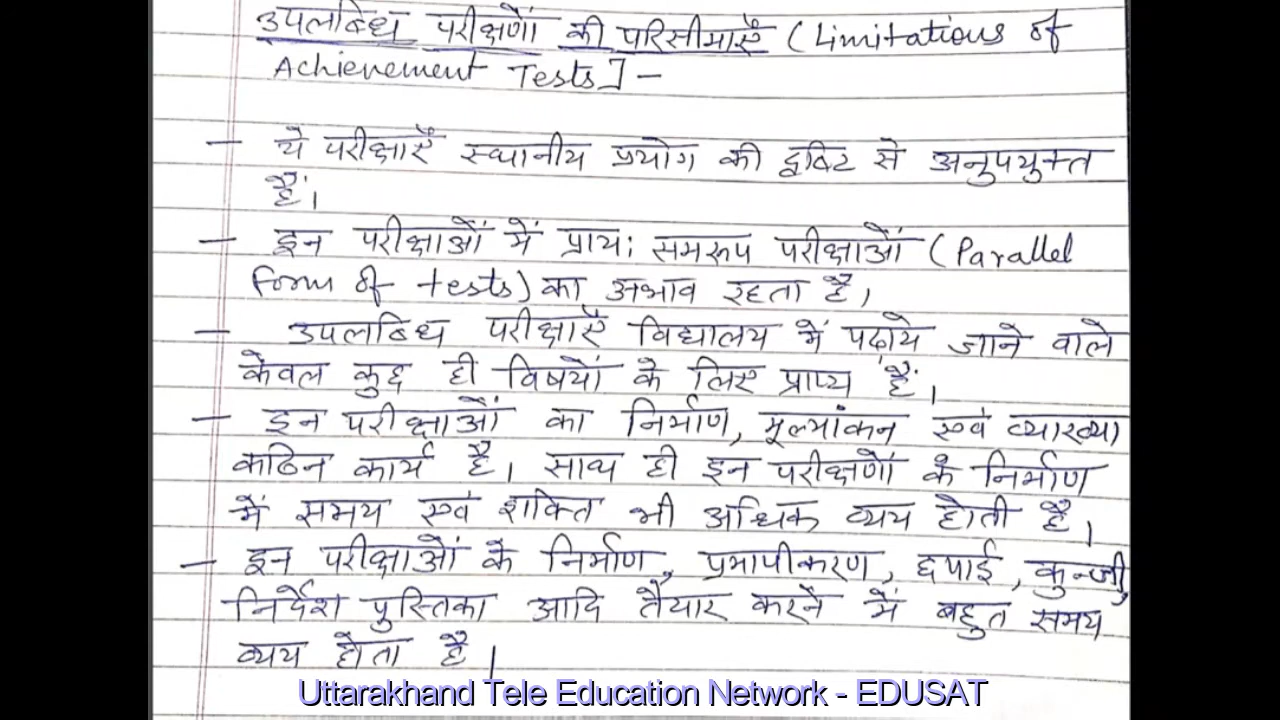 उपलब्धि परीक्षणों की परिसीमाएँ (Limitations of
Achievement Tests] -
- ये परीक्षाएँ स्थानीय प्रयोग की दृष्टि से अनुपयुक्त
हैं।
- इन परीक्षाओं में प्रायः समरूप परीक्षाओं (Parallel
form of tests) का अभाव रहता है।
- उपलब्धि परीक्षाएँ विद्यालय में पढ़ाये जाने वाले
केवल कुछ ही विषयों के लिए प्राप्य हैं।
- इन परीक्षाओं का निर्माण, मूल्यांकन एवं व्याख्या
कठिन कार्य है। साथ ही इन परीक्षणों के निर्माण
में समय एवं शक्ति भी अधिक व्यय होती है।
- इन परीक्षाओं के निर्माण, प्रमापीकरण, छपाई, कुन्जी,
निर्देश पुस्तिका आदि तैयार करने में बहुत समय
व्यय होता है।
Uttarakhand Tele Education Network - EDUSAT